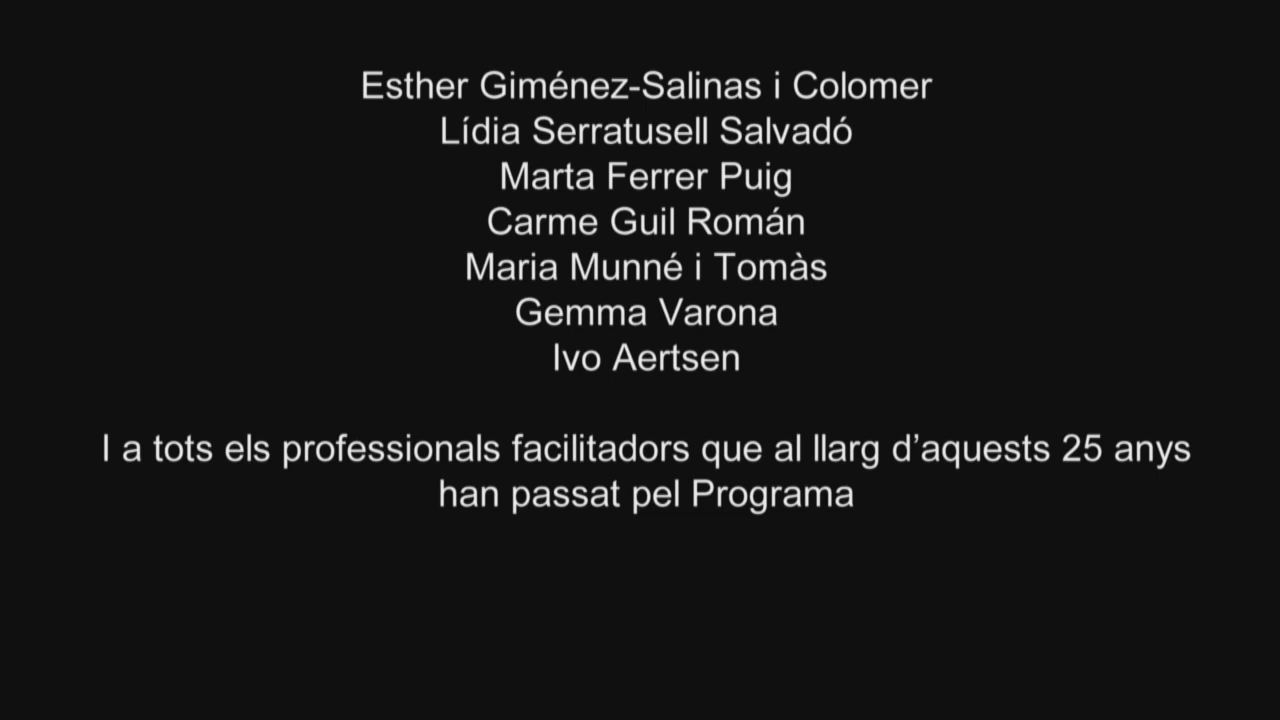 Esther Giménez-Salinas i Colomer
Lídia Serratusell Salvadó
Marta Ferrer Puig
Carme Guil Román
Maria Munné i Tomàs
Gemma Varona
Ivo Aertsen
I a tots els professionals facilitadors que al llarg d’aquests 25 anys
han passat pel Programa